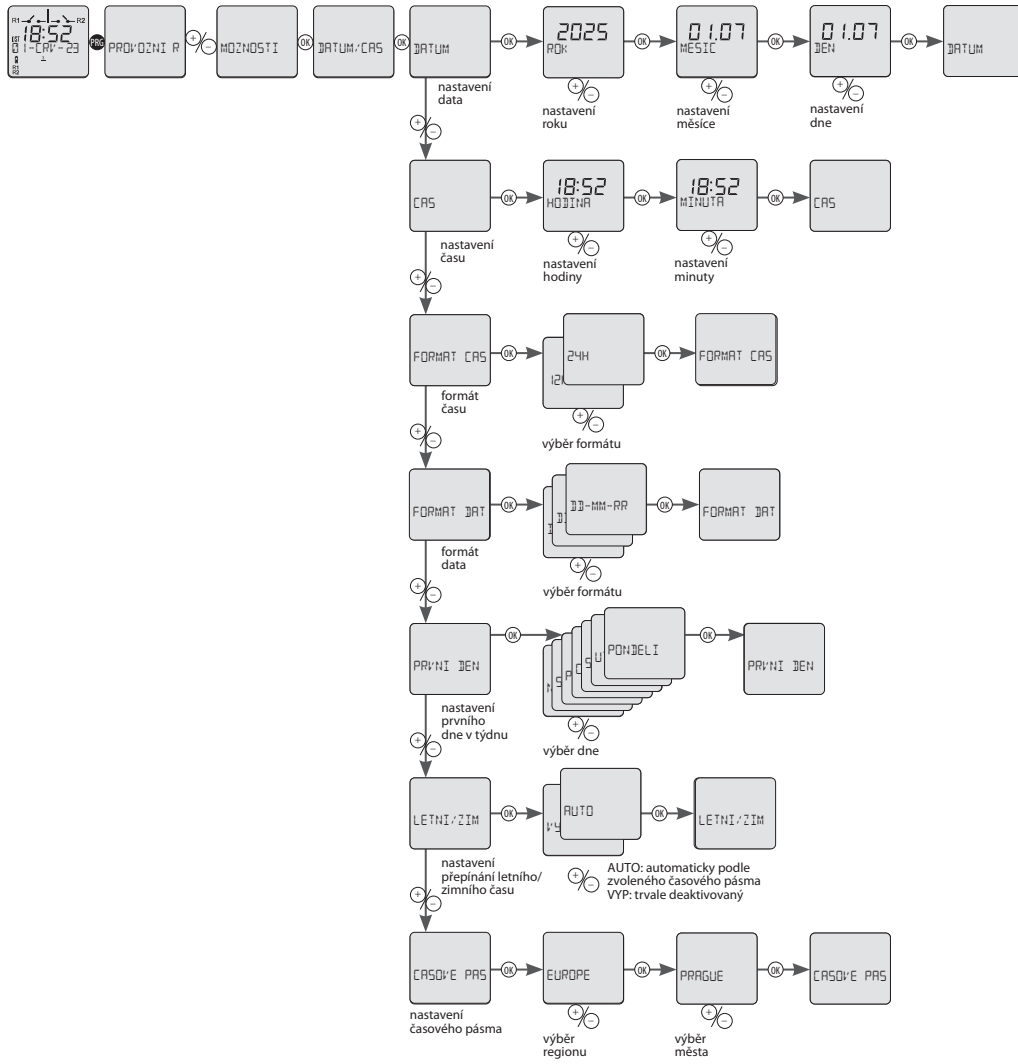 R1 R2
18:52
01-CRV-23
PRG
PROVOZNI R
+ -
MOZNOSTI
OK
DATUM/CAS
OK
DATUM
OK
2025
ROK
OK
01.07
MESIC
OK
01.07
DEN
OK
DATUM
nastavení
data
+ -
nastavení
roku
+ -
nastavení
měsíce
+ -
nastavení
dne
+ -
CAS
OK
18:52
HODINA
OK
18:52
MINUTA
OK
CAS
nastavení
času
+ -
nastavení
hodiny
+ -
nastavení
minuty
+ -
FORMAT CAS
OK
24H
OK
FORMAT CAS
formát
času
+ -
výběr formátu
+ -
FORMAT DAT
OK
DD-MM-RR
OK
FORMAT DAT
formát
data
+ -
výběr formátu
+ -
PRVNI DEN
OK
PONDELI
OK
PRVNI DEN
nastavení
prvního
dne v týdnu
+ -
výběr dne
LETNI/ZIM
OK
AUTO
OK
LETNI/ZIM
nastavení
přepínání letního/
zimního času
+ -
AUTO: automaticky podle
zvoleného časového pásma
VYP: trvale deaktivovaný
+ -
CASOVE PAS
OK
EUROPE
OK
PRAGUE
OK
CASOVE PAS
nastavení
časového pásma
+ -
výběr
regionu
+ -
výběr
města